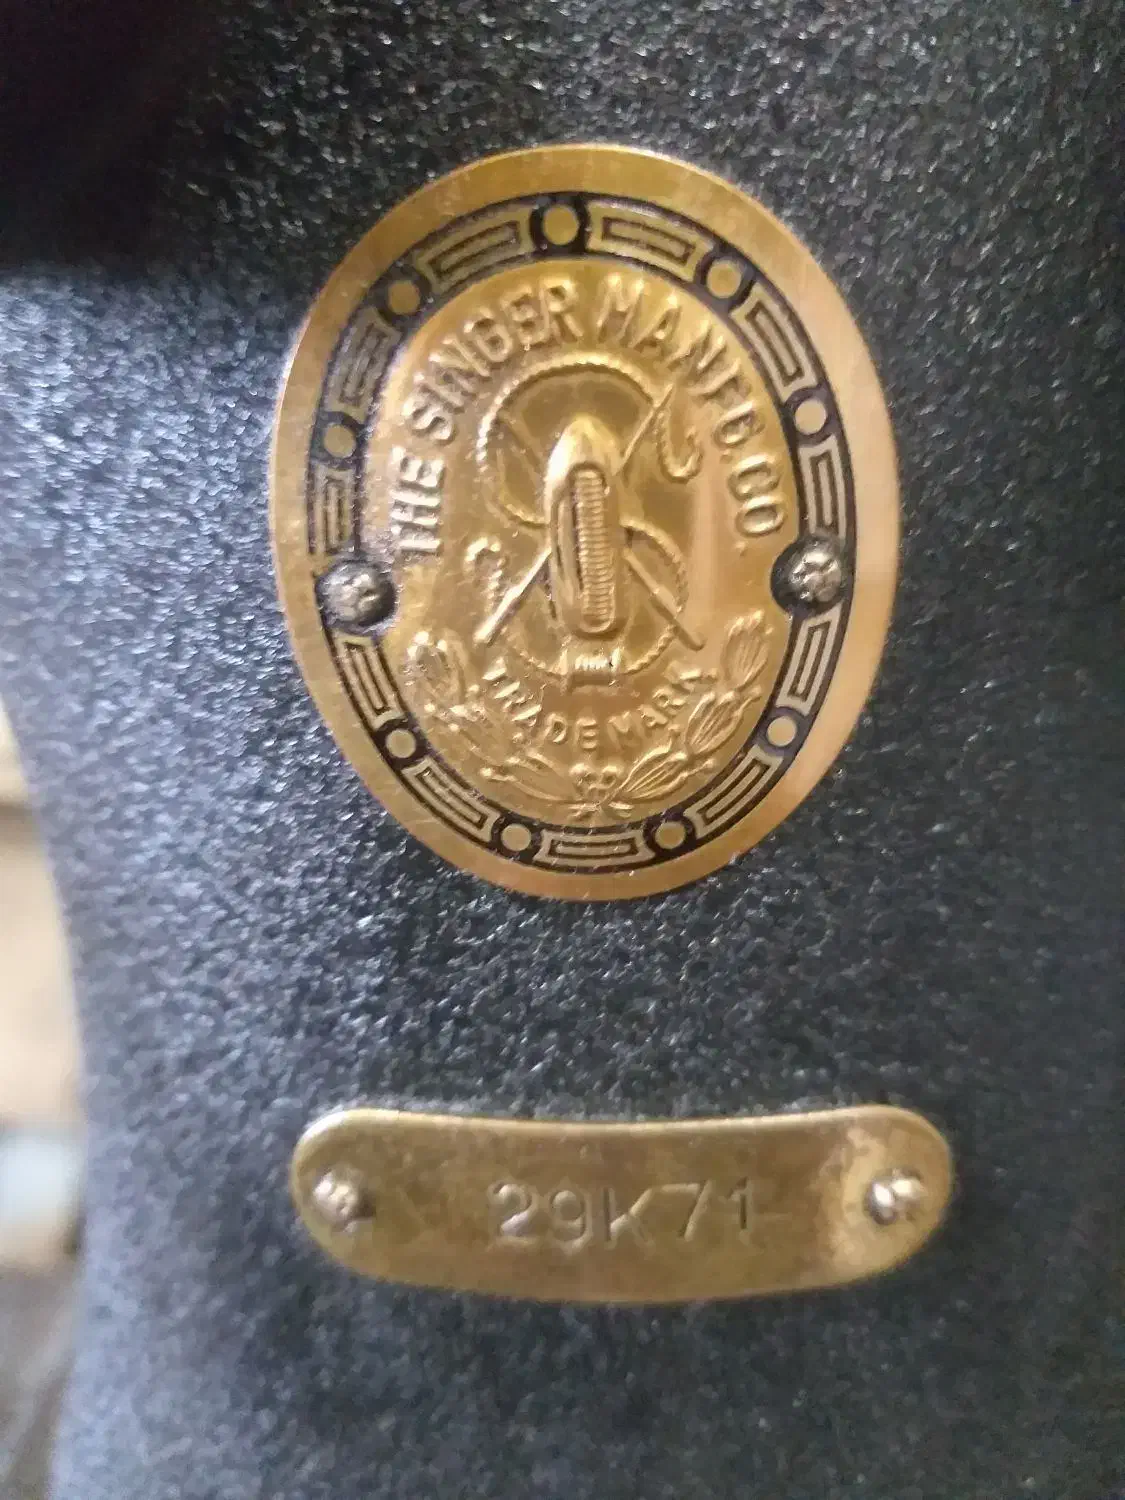 THE SINGER MANFG CO
TRADE MARK
29K71